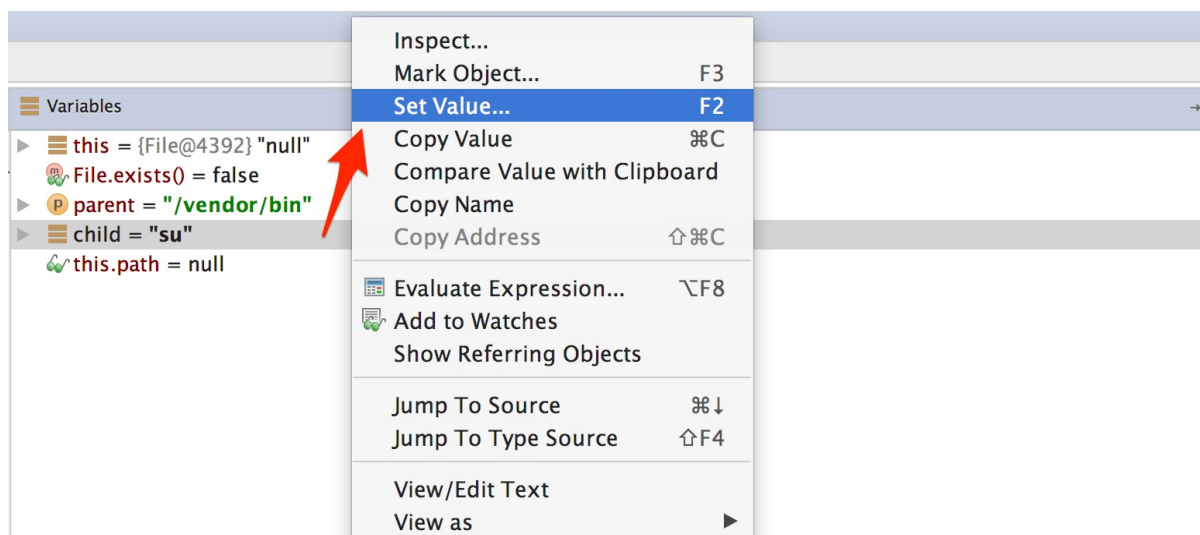 Inspect...
Mark Object... F3
Variables
Set Value... F2
this = {File@4392} "null"
Copy Value ⌘C
File.exists() = false
Compare Value with Clipboard
parent = "/vendor/bin"
Copy Name
child = "su"
Copy Address ⇧⌘C
this.path = null
Evaluate Expression... ⌥F8
Add to Watches
Show Referring Objects
Jump To Source ⌘↓
Jump To Type Source ⇧F4
View/Edit Text
View as